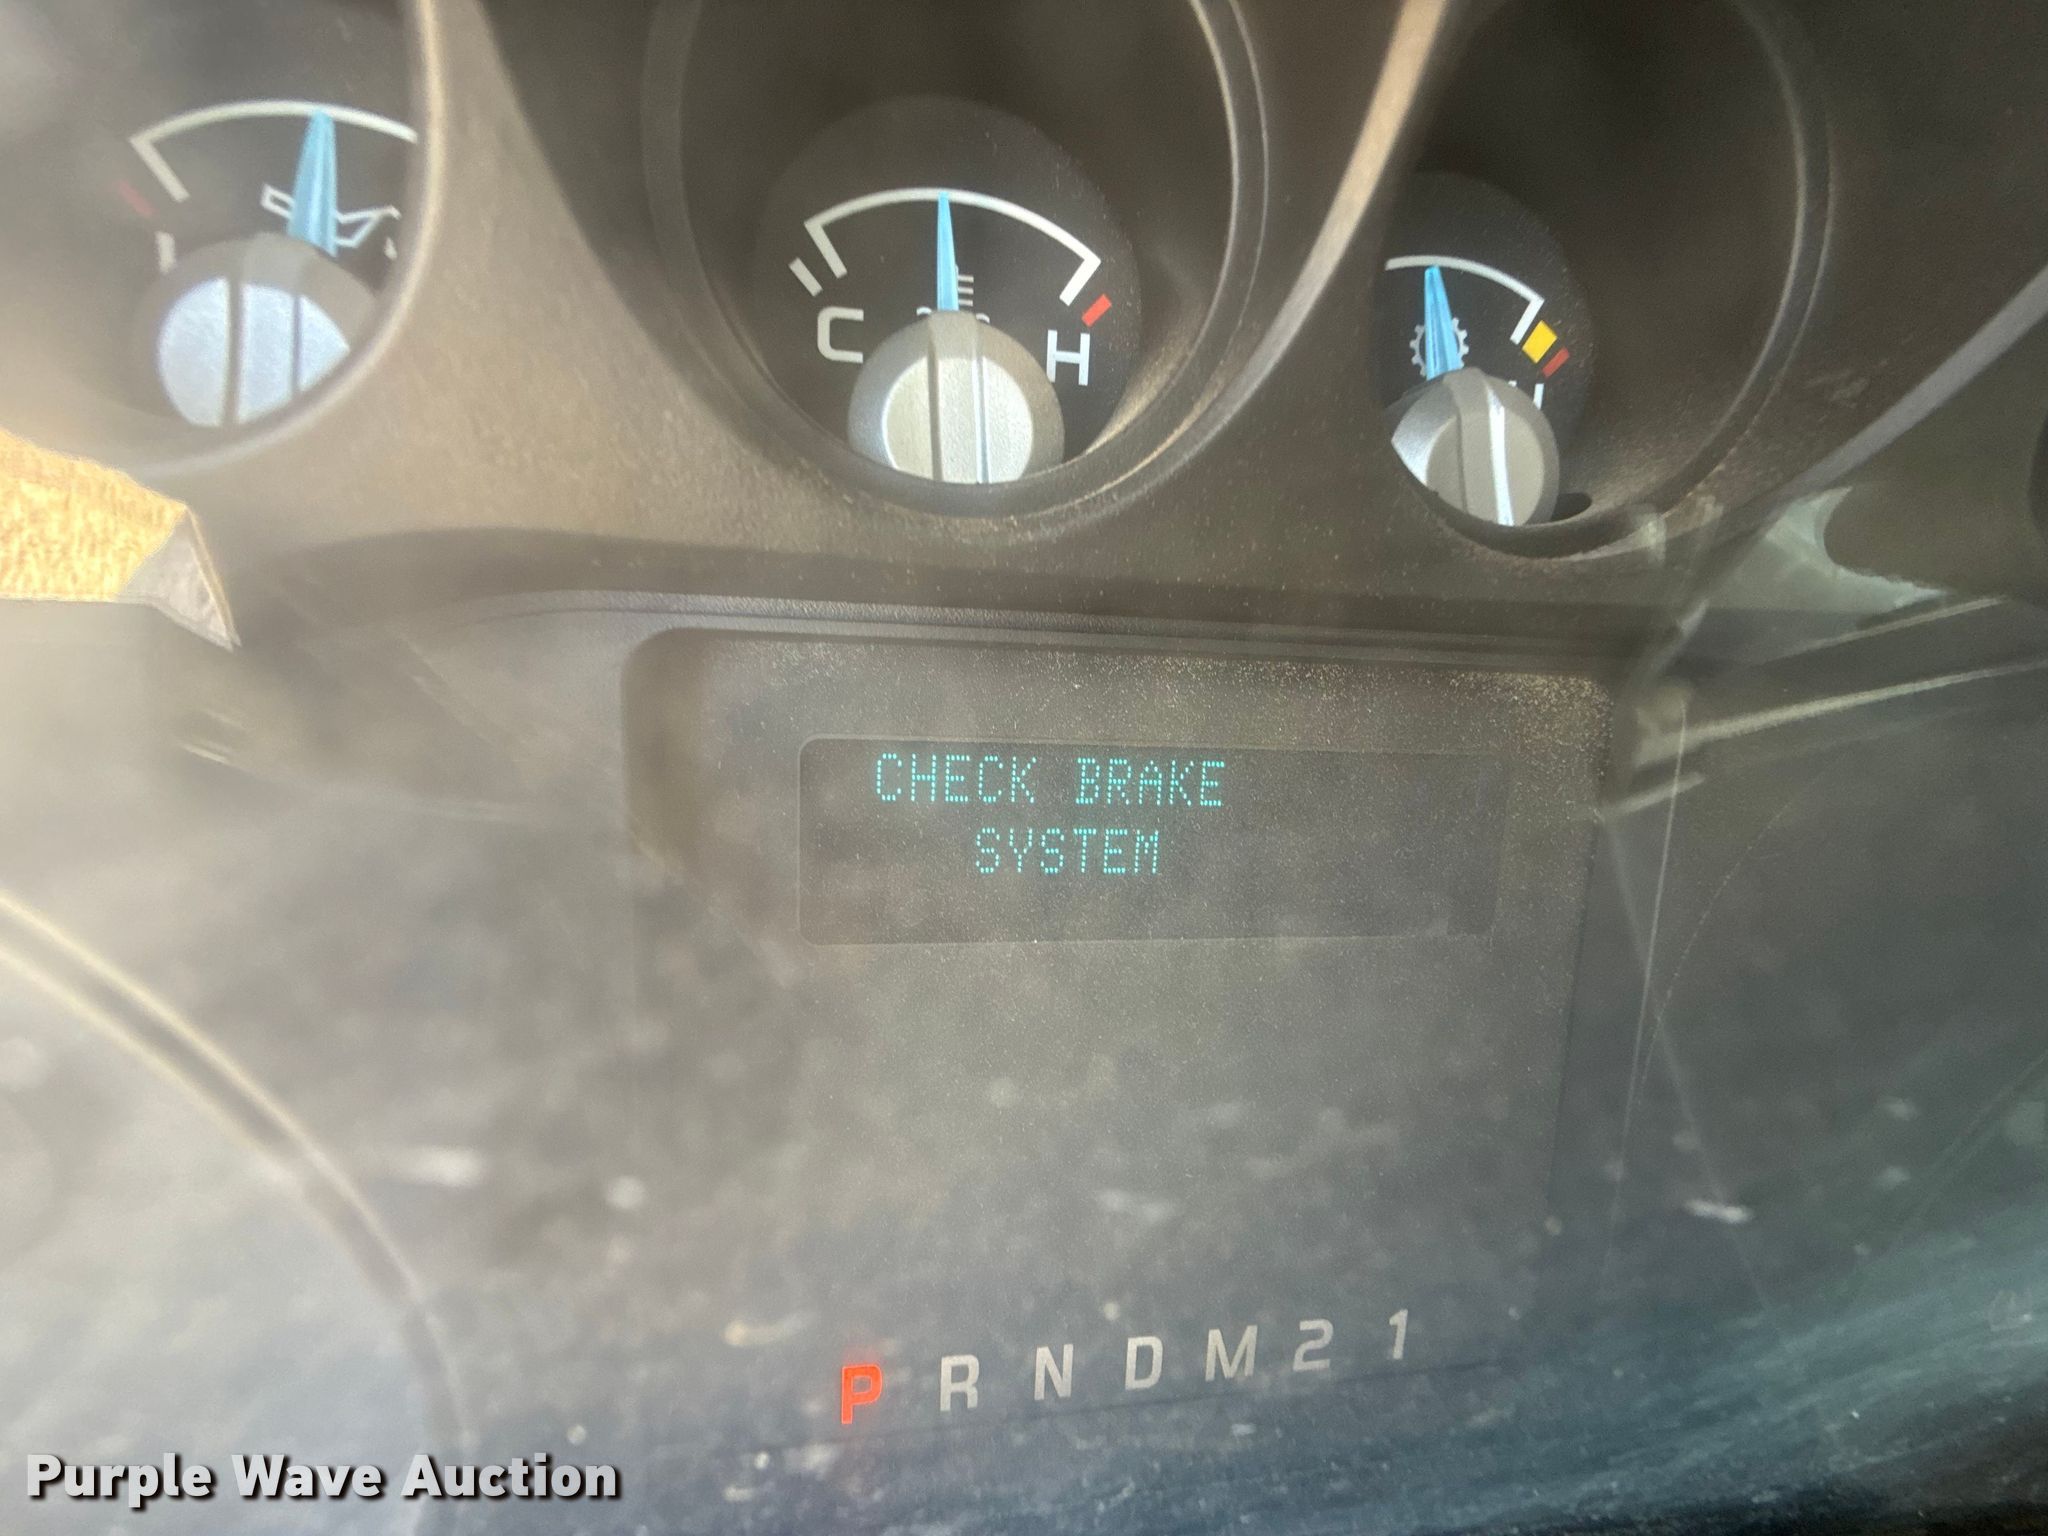 C H
CHECK BRAKE
SYSTEM
P R N D M 2 1
Purple Wave Auction